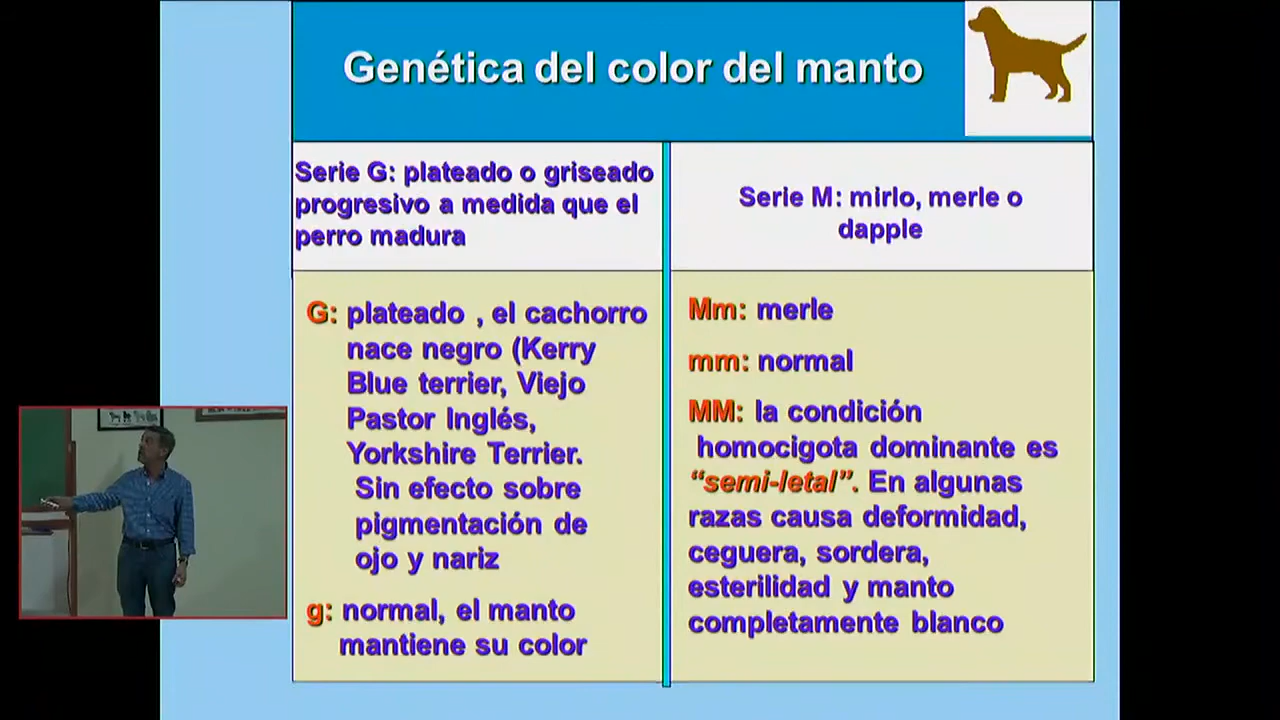 Genética del color del manto
Serie G: plateado o griseado
progresivo a medida que el
perro madura
Serie M: mirlo, merle o
dapple
G: plateado , el cachorro
nace negro (Kerry
Blue terrier, Viejo
Pastor Inglés,
Yorkshire Terrier.
Sin efecto sobre
pigmentación de
ojo y nariz
g: normal, el manto
mantiene su color
Mm: merle
mm: normal
MM: la condición
homocigota dominante es
“semi-letal”. En algunas
razas causa deformidad,
ceguera, sordera,
esterilidad y manto
completamente blanco